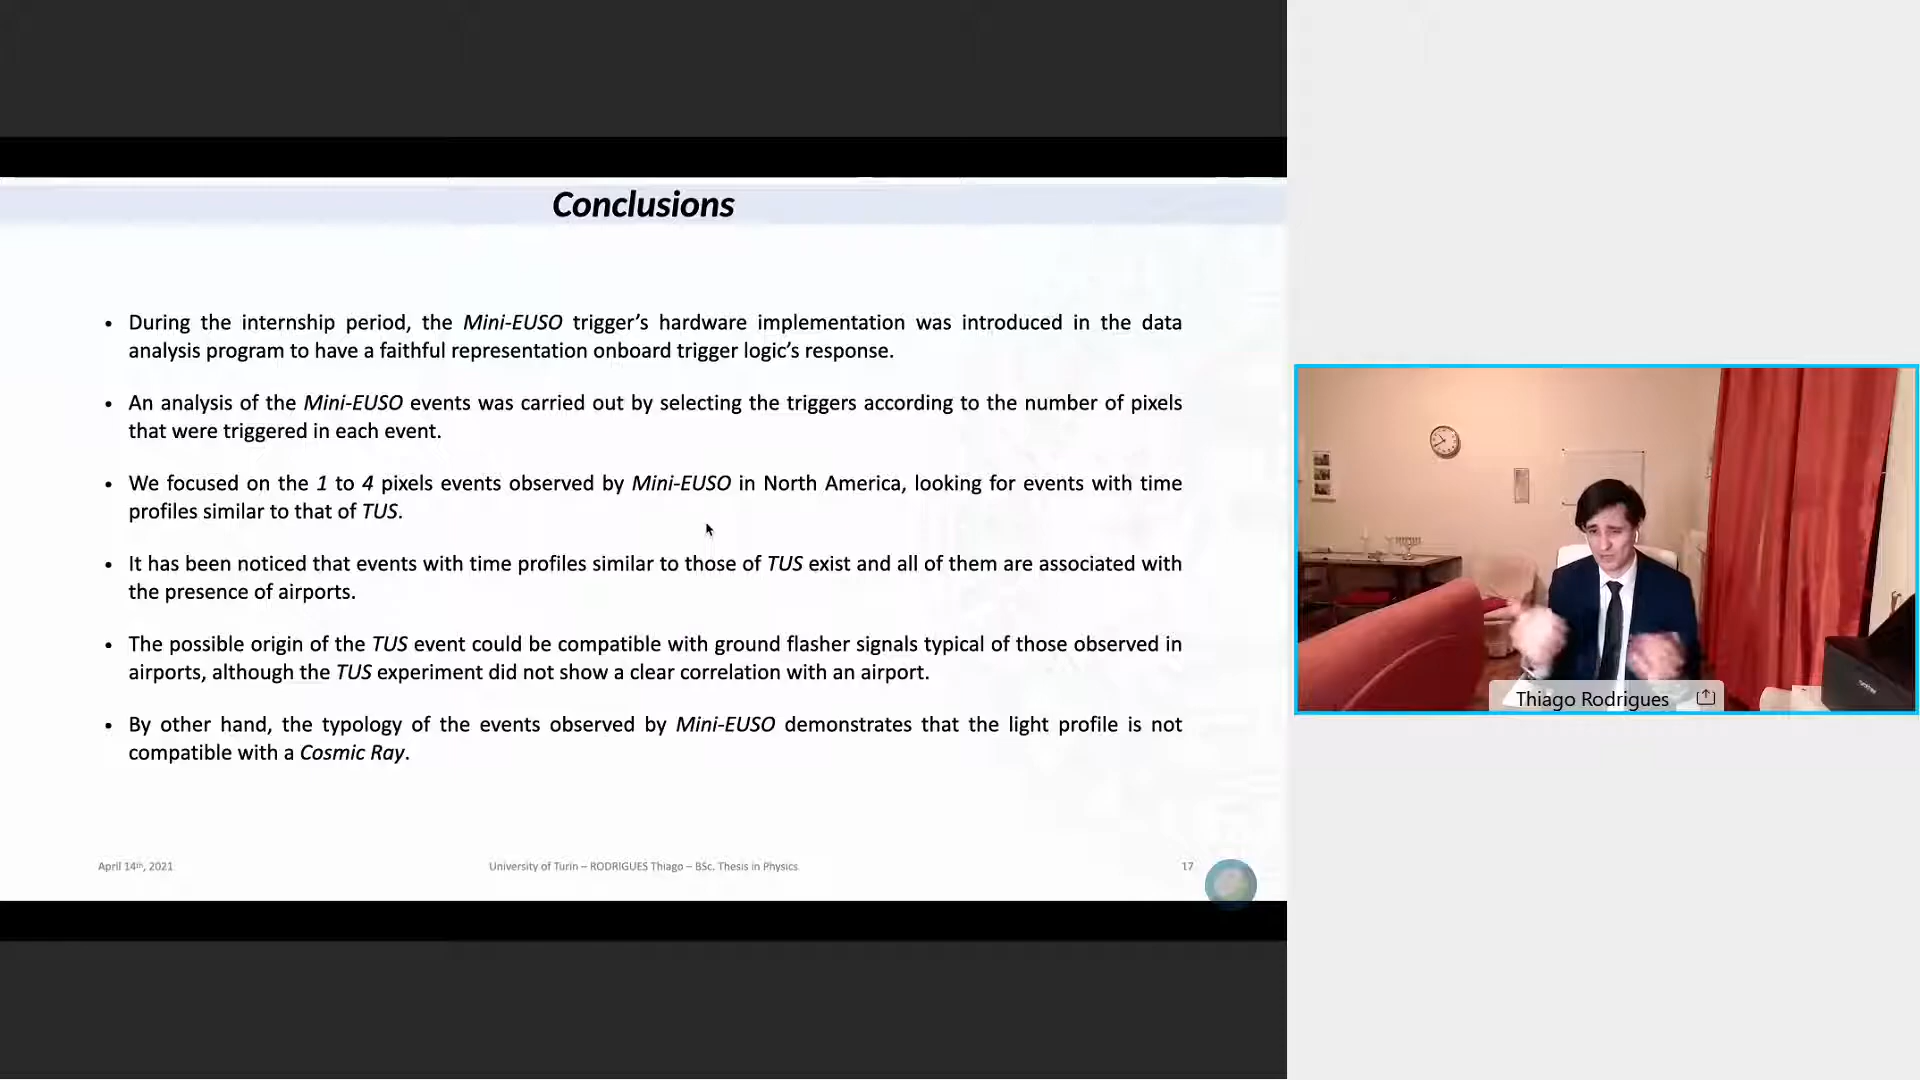 Conclusions
• During the internship period, the Mini-EUSO trigger’s hardware implementation was introduced in the data
analysis program to have a faithful representation onboard trigger logic’s response.
• An analysis of the Mini-EUSO events was carried out by selecting the triggers according to the number of pixels
that were triggered in each event.
• We focused on the 1 to 4 pixels events observed by Mini-EUSO in North America, looking for events with time
profiles similar to that of TUS.
• It has been noticed that events with time profiles similar to those of TUS exist and all of them are associated with
the presence of airports.
• The possible origin of the TUS event could be compatible with ground flasher signals typical of those observed in
airports, although the TUS experiment did not show a clear correlation with an airport.
• By other hand, the typology of the events observed by Mini-EUSO demonstrates that the light profile is not
compatible with a Cosmic Ray.
April 14th, 2021
University of Turin – RODRIGUES Thiago – BSc. Thesis in Physics
17
Thiago Rodrigues